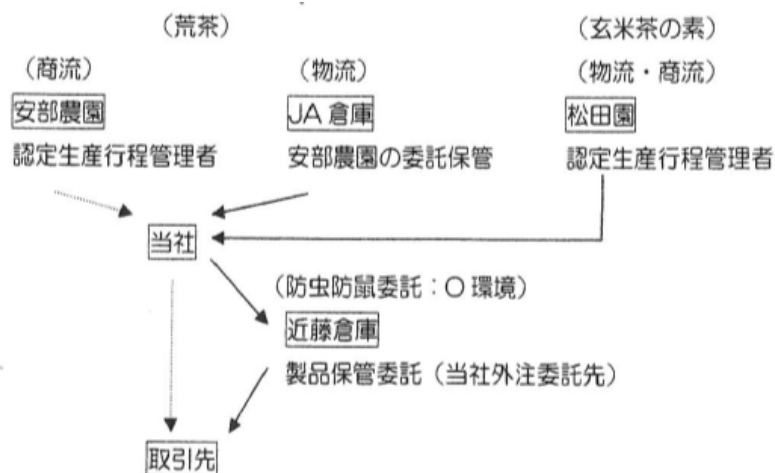 （荒茶）
（玄米茶の素）
（商流）
（物流）
（物流・商流）
安部農園
JA 倉庫
松田園
認定生産行程管理者
安部農園の委託保管
認定生産行程管理者
当社
（防虫防鼠委託：〇環境）
近藤倉庫
製品保管委託（当社外注委託先）
取引先